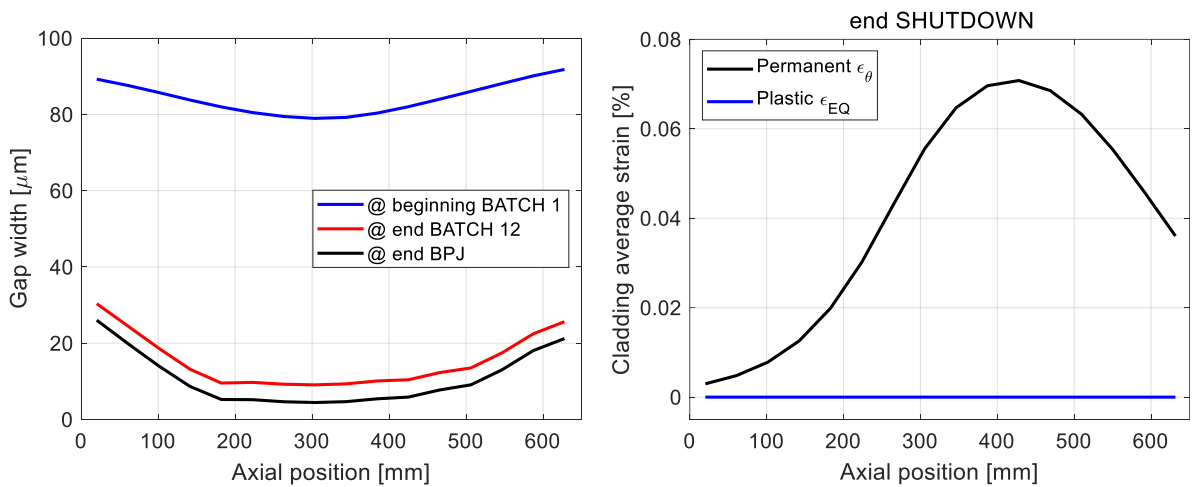 100
80
60
40
20
0
Gap width [μm]
@ beginning BATCH 1
@ end BATCH 12
@ end BPJ
0 100 200 300 400 500 600
Axial position [mm]
end SHUTDOWN
0.08
0.06
0.04
0.02
0
Cladding average strain [%]
Permanent ϵθ
Plastic ϵEQ
0 100 200 300 400 500 600
Axial position [mm]